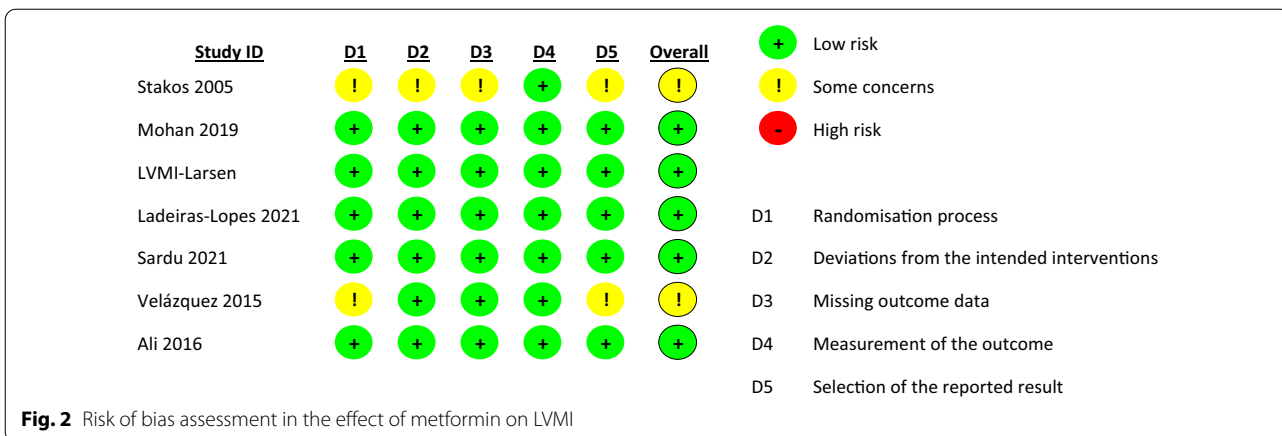 Study ID D1 D2 D3 D4 D5 Overall
Stakos 2005 ! ! ! + ! !
Mohan 2019 + + + + + +
LVMI-Larsen + + + + + +
Ladeiras-Lopes 2021 + + + + + +
Sardu 2021 + + + + + +
Velázquez 2015 ! + + + ! !
Ali 2016 + + + + + +
+ Low risk
! Some concerns
- High risk
D1 Randomisation process
D2 Deviations from the intended interventions
D3 Missing outcome data
D4 Measurement of the outcome
D5 Selection of the reported result
Fig. 2 Risk of bias assessment in the effect of metformin on LVMI